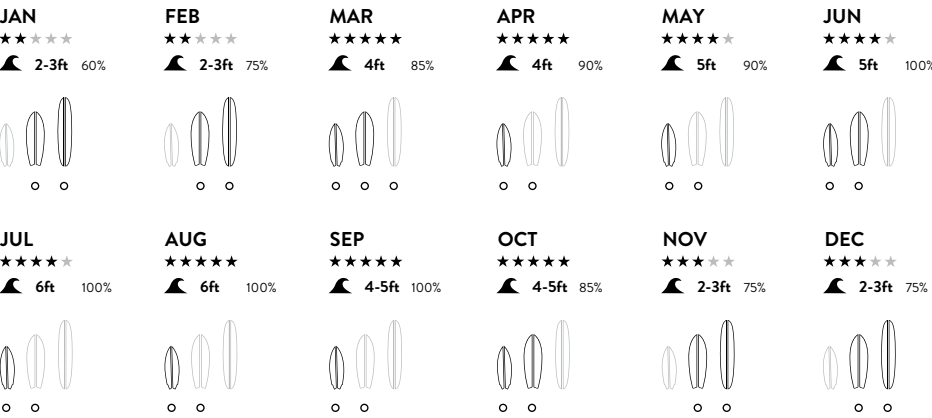 JAN FEB MAR APR MAY JUN
2-3ft 60% 2-3ft 75% 4ft 85% 4ft 90% 5ft 90% 5ft 100%
JUL AUG SEP OCT NOV DEC
6ft 100% 6ft 100% 4-5ft 100% 4-5ft 85% 2-3ft 75% 2-3ft 75%